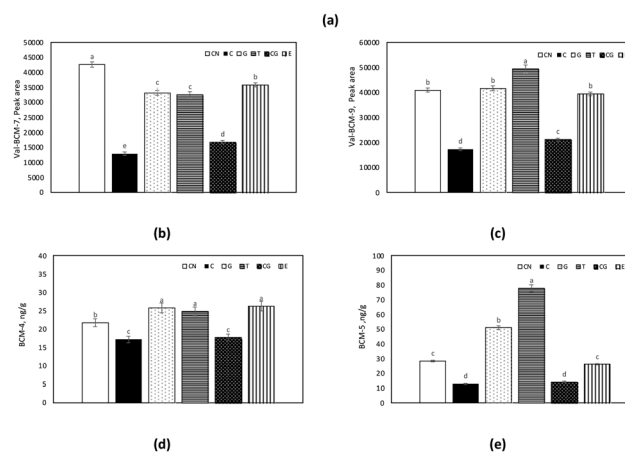 (a)
50000
45000
40000
35000
30000
25000
20000
15000
10000
5000
0
Val-BCM-7, Peak area
CN C G T CG E
a
e
c
c
d
b
(b)
60000
50000
40000
30000
20000
10000
0
Val-BCM-9, Peak area
CN C G T CG
b
c
b
a
c
b
(c)
40
35
30
25
20
15
10
5
0
BCM-4, ng/g
CN C G T CG E
b
c
a
a
c
a
(d)
100
90
80
70
60
50
40
30
20
10
0
BCM-5 ,ng/g
CN C G T CG E
c
d
b
a
d
c
(e)